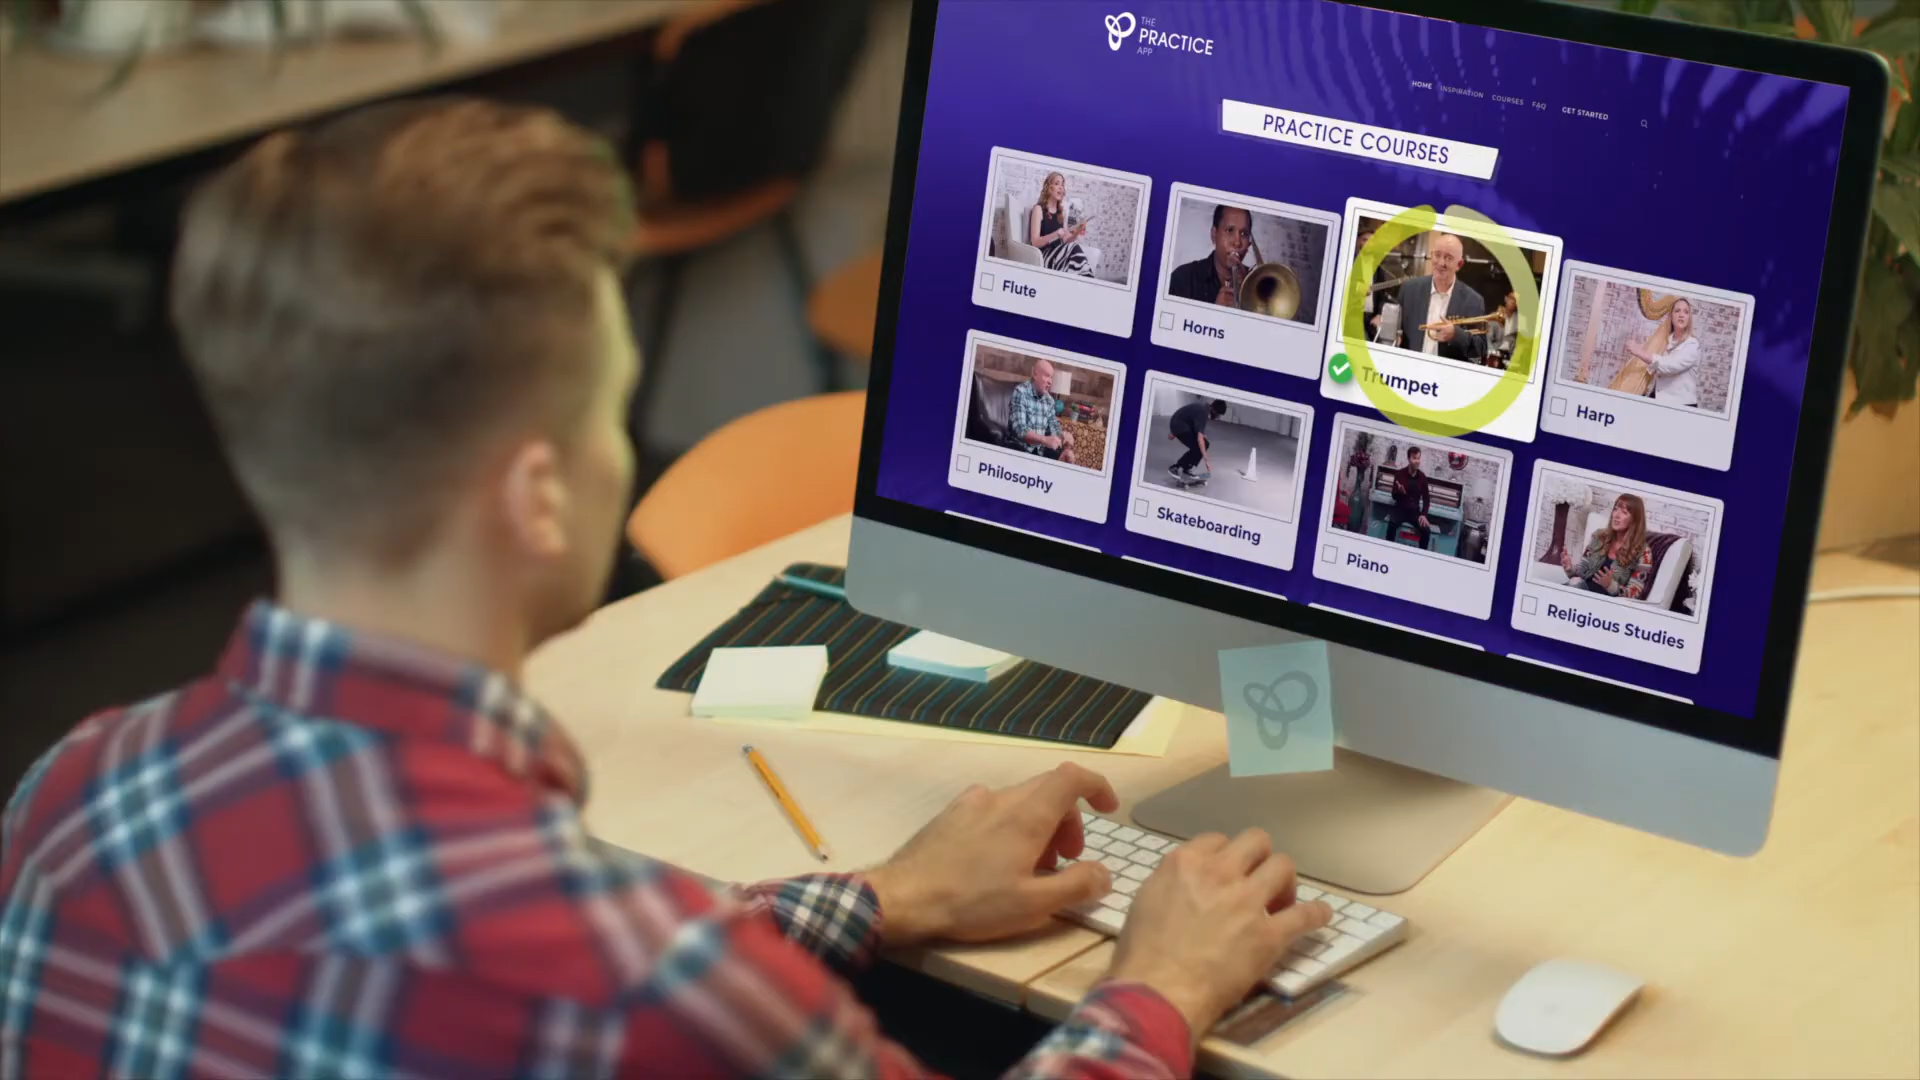 THE
PRACTICE
APP
HOME INSPIRATION COURSES FAQ GET STARTED
PRACTICE COURSES
Flute
Horns
Trumpet
Harp
Philosophy
Skateboarding
Piano
Religious Studies